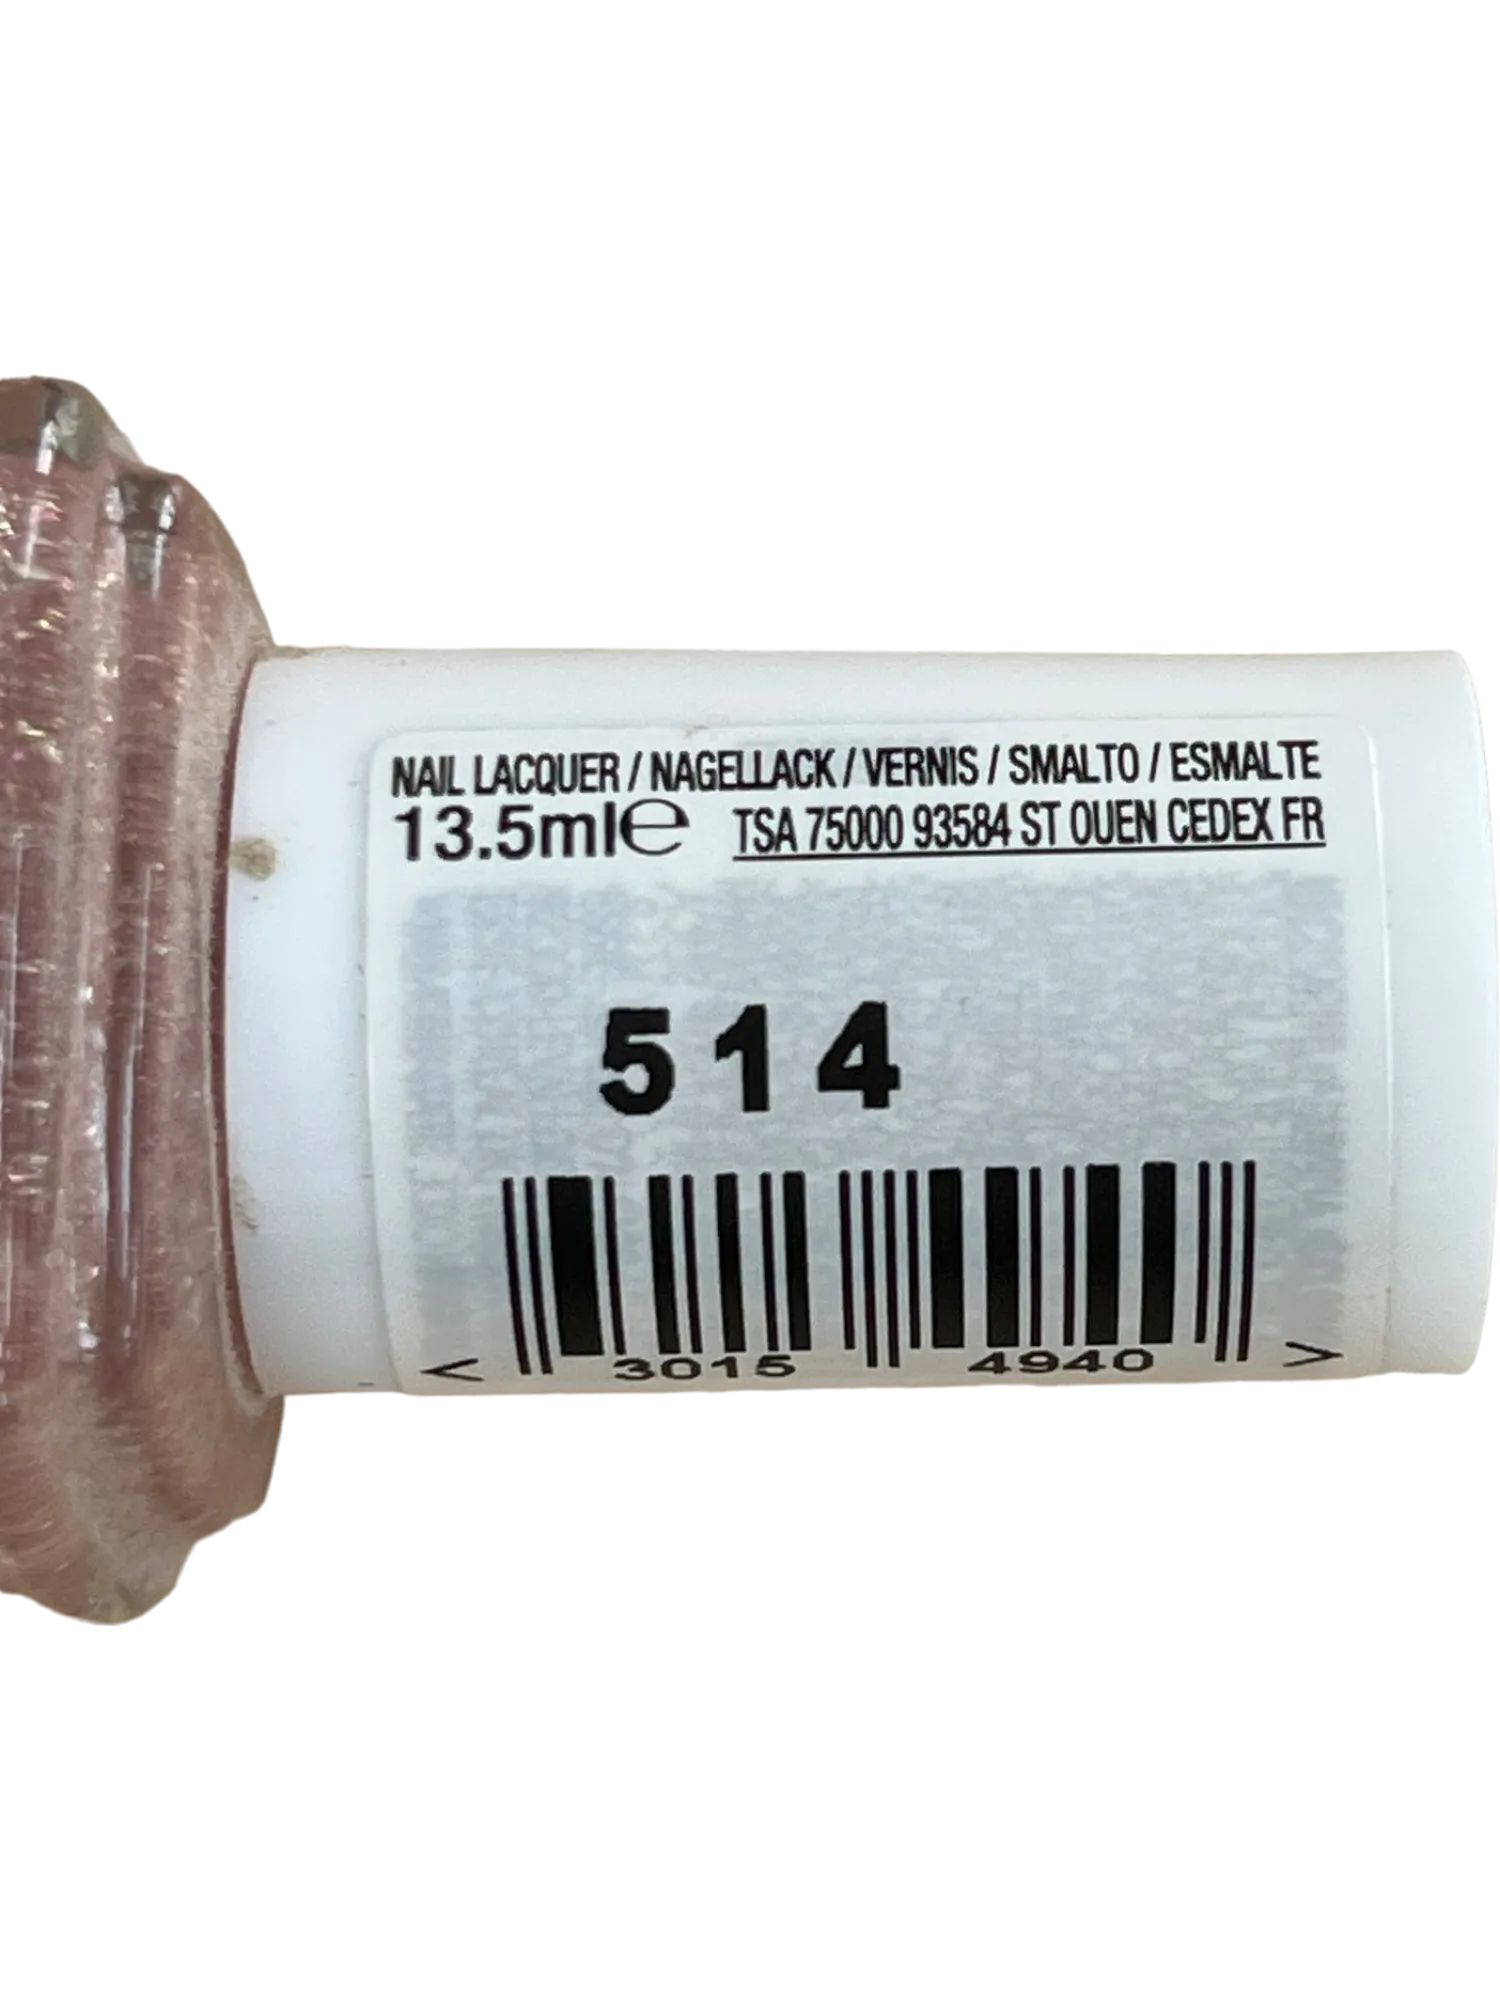 NAIL LACQUER / NAGELLACK / VERNIS / SMALTO / ESMALTE
13.5ml℮ TSA 75000 93584 ST OUEN CEDEX FR
514
< 3015 4940 >